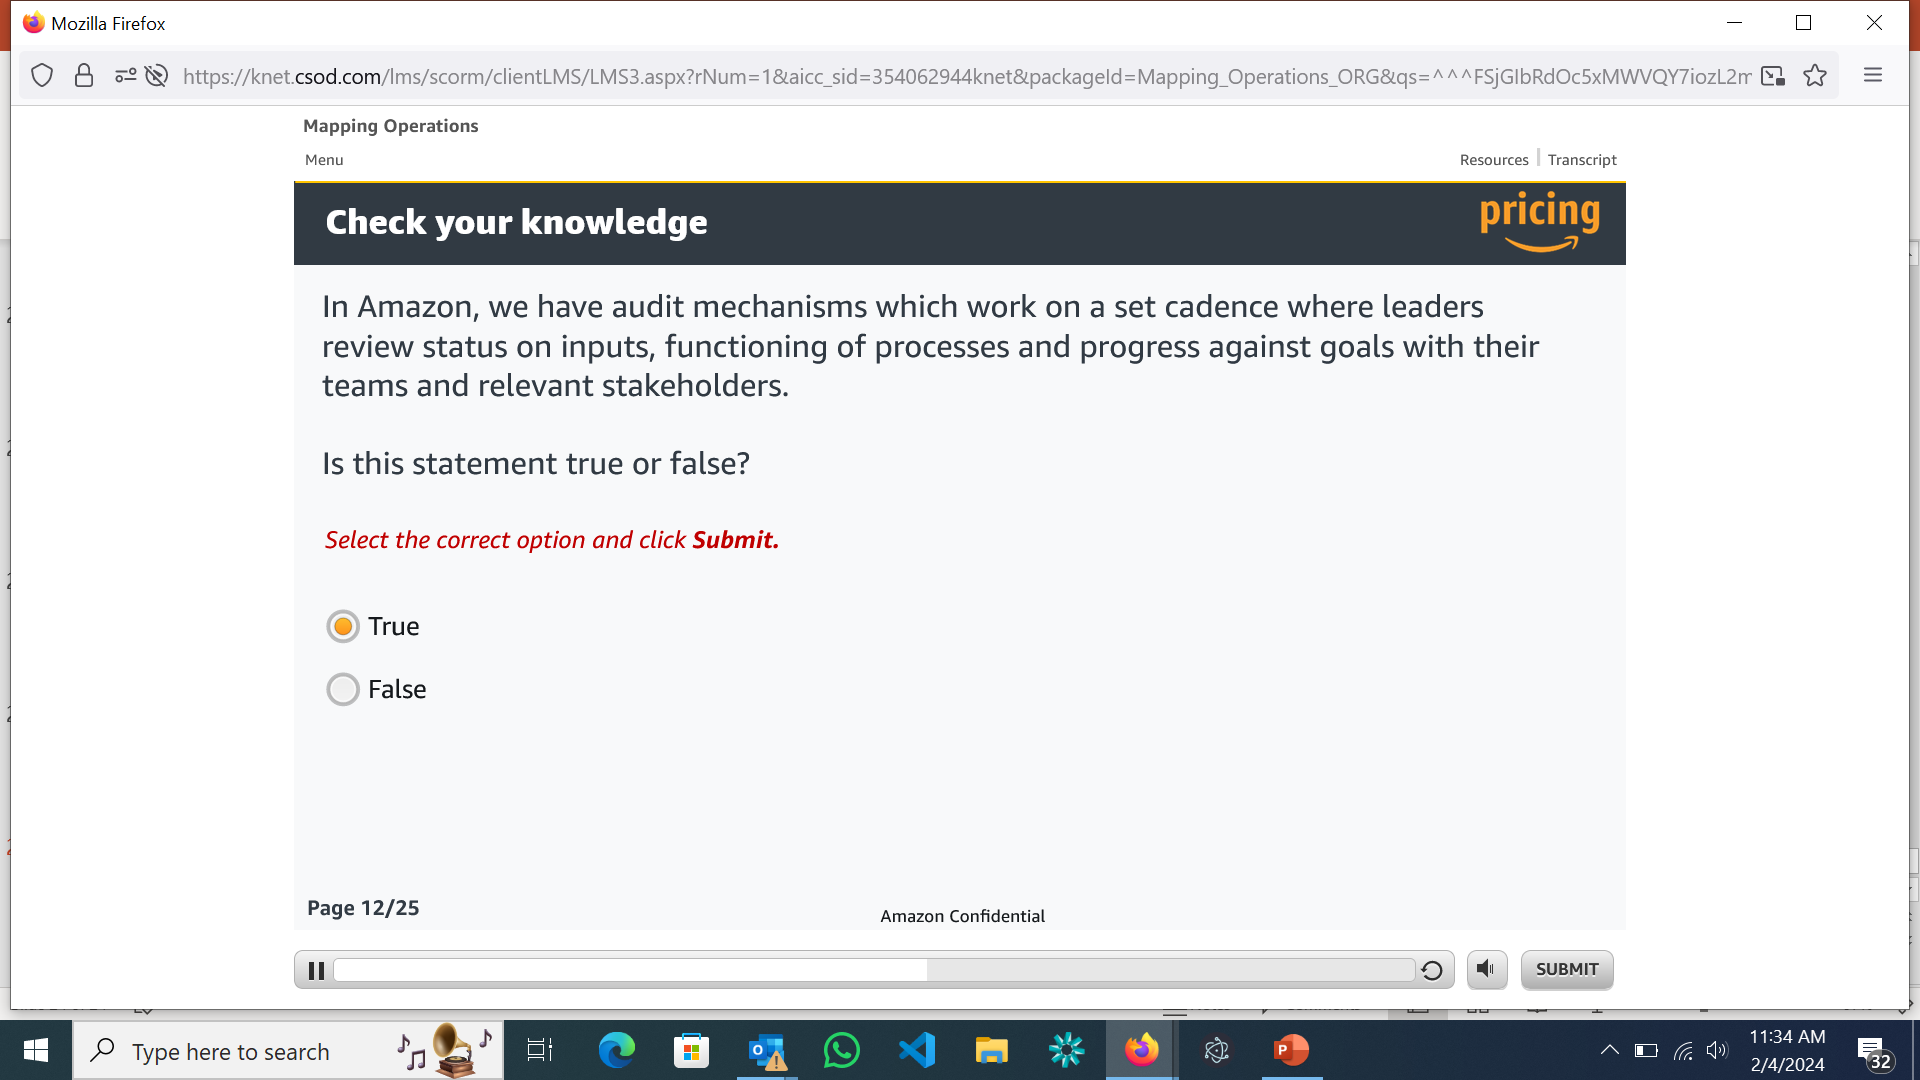 Mozilla Firefox
https://knet.csod.com/lms/scorm/clientLMS/LMS3.aspx?rNum=1&aicc_sid=354062944knet&packageId=Mapping_Operations_ORG&qs=^^^FSjGIbRdOc5xMWVQY7iozL2m
Mapping Operations
Menu
Resources
Transcript
Check your knowledge
pricing
In Amazon, we have audit mechanisms which work on a set cadence where leaders
review status on inputs, functioning of processes and progress against goals with their
teams and relevant stakeholders.
Is this statement true or false?
Select the correct option and click Submit.
True
False
Page 12/25
Amazon Confidential
SUBMIT
Type here to search
11:34 AM
2/4/2024
32